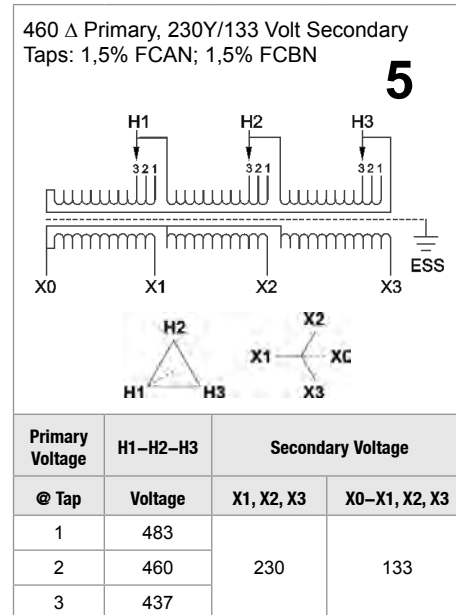 460 Δ Primary, 230Y/133 Volt Secondary
Taps: 1,5% FCAN; 1,5% FCBN
5
H1 H2 H3
3 2 1 3 2 1 3 2 1
ESS
X0 X1 X2 X3
H2 X2
X1 X0
H1 H3 X3
Primary Voltage H1–H2–H3 Secondary Voltage
@ Tap Voltage X1, X2, X3 X0–X1, X2, X3
1 483
2 460 230 133
3 437